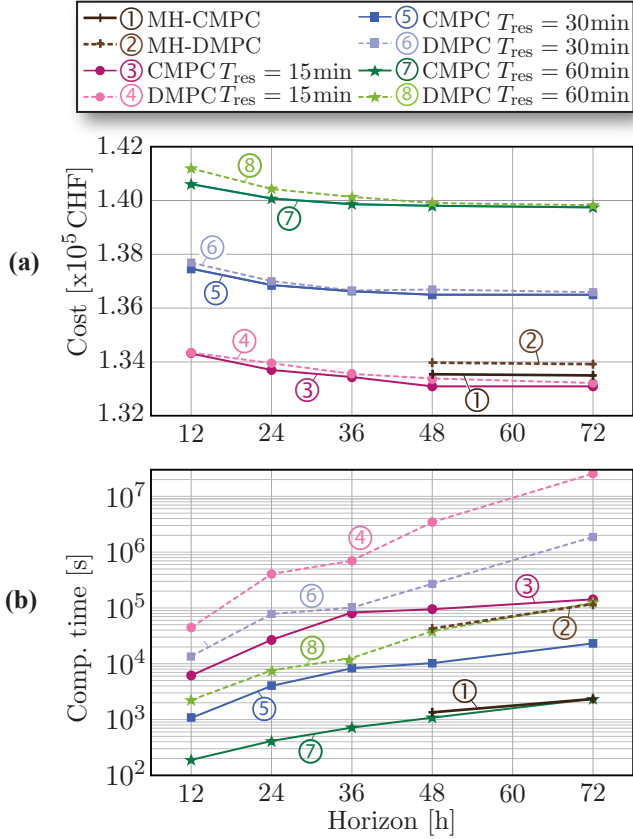 ① MH-CMPC ⑤ CMPC T_res = 30min
② MH-DMPC ⑥ DMPC T_res = 30min
③ CMPC T_res = 15min ⑦ CMPC T_res = 60min
④ DMPC T_res = 15min ⑧ DMPC T_res = 60min
(a)
Cost [x10^5 CHF]
1.42
1.40
1.38
1.36
1.34
1.32
⑧
⑦
⑥
⑤
④
③
②
①
12 24 36 48 60 72
(b)
Comp. time [s]
10^7
10^6
10^5
10^4
10^3
10^2
④
⑥
③
⑧
②
⑤
①
⑦
12 24 36 48 60 72
Horizon [h]